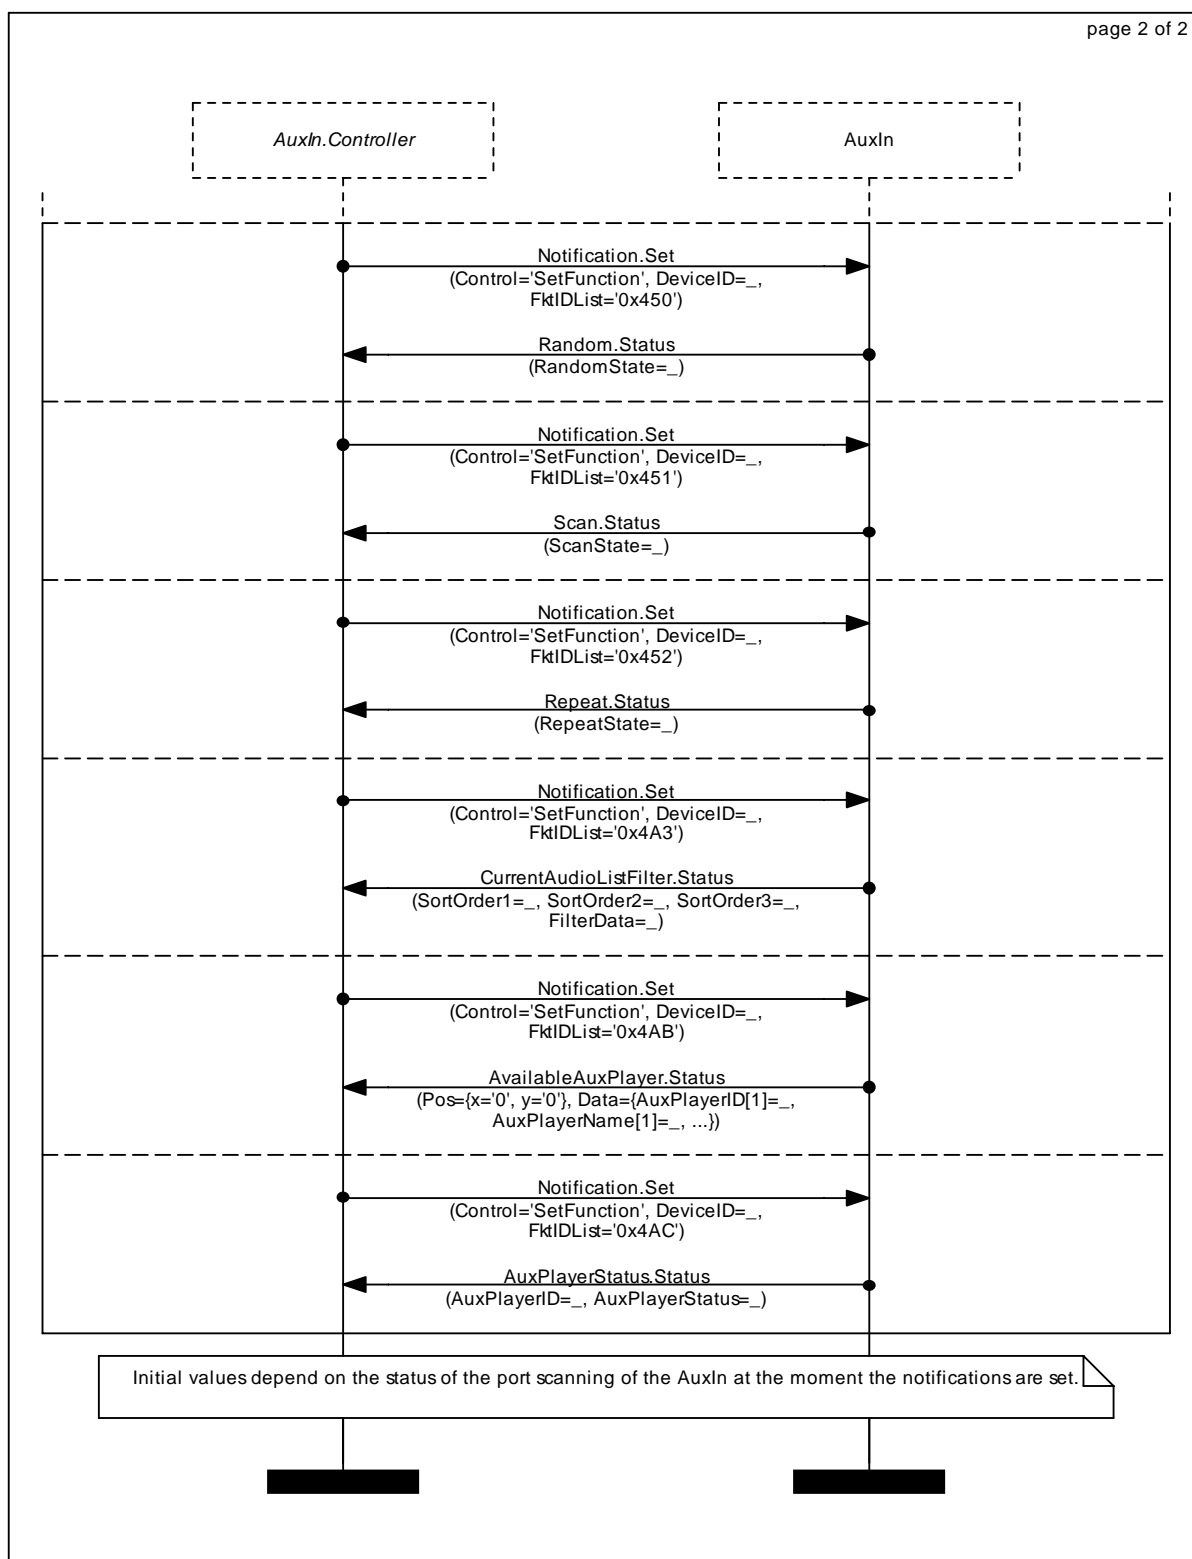 page 2 of 2
AuxIn.Controller
AuxIn
Notification.Set
(Control='SetFunction', DeviceID=_,
FktIDList='0x450')
Random.Status
(RandomState=_)
Notification.Set
(Control='SetFunction', DeviceID=_,
FktIDList='0x451')
Scan.Status
(ScanState=_)
Notification.Set
(Control='SetFunction', DeviceID=_,
FktIDList='0x452')
Repeat.Status
(RepeatState=_)
Notification.Set
(Control='SetFunction', DeviceID=_,
FktIDList='0x4A3')
CurrentAudioListFilter.Status
(SortOrder1=_, SortOrder2=_, SortOrder3=_,
FilterData=_)
Notification.Set
(Control='SetFunction', DeviceID=_,
FktIDList='0x4AB')
AvailableAuxPlayer.Status
(Pos={x='0', y='0'}, Data={AuxPlayerID[1]=_,
AuxPlayerName[1]=_, ...})
Notification.Set
(Control='SetFunction', DeviceID=_,
FktIDList='0x4AC')
AuxPlayerStatus.Status
(AuxPlayerID=_, AuxPlayerStatus=_)
Initial values depend on the status of the port scanning of the AuxIn at the moment the notifications are set.